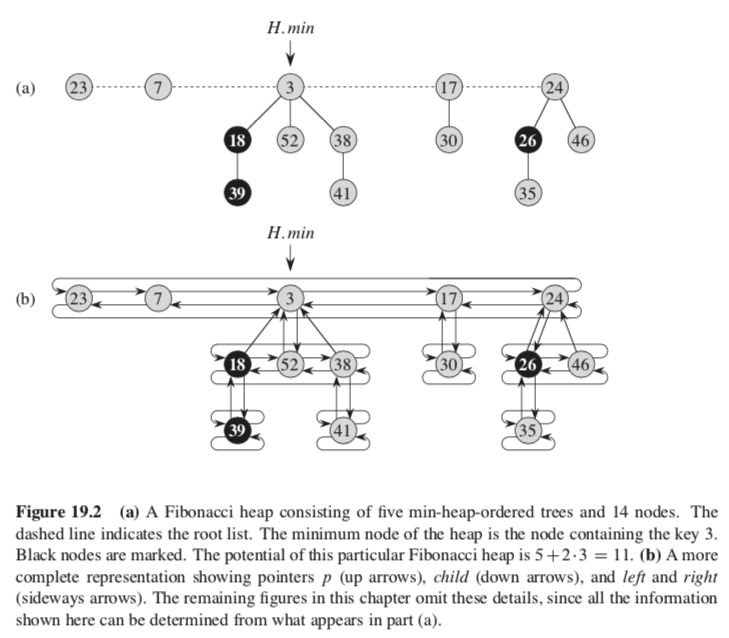 H.min
(a) 23 7 3 17 24
18 52 38 30 26 46
39 41 35
H.min
(b) 23 7 3 17 24
18 52 38 30 26 46
39 41 35
Figure 19.2 (a) A Fibonacci heap consisting of five min-heap-ordered trees and 14 nodes. The
dashed line indicates the root list. The minimum node of the heap is the node containing the key 3.
Black nodes are marked. The potential of this particular Fibonacci heap is 5+2·3 = 11. (b) A more
complete representation showing pointers p (up arrows), child (down arrows), and left and right
(sideways arrows). The remaining figures in this chapter omit these details, since all the information
shown here can be determined from what appears in part (a).